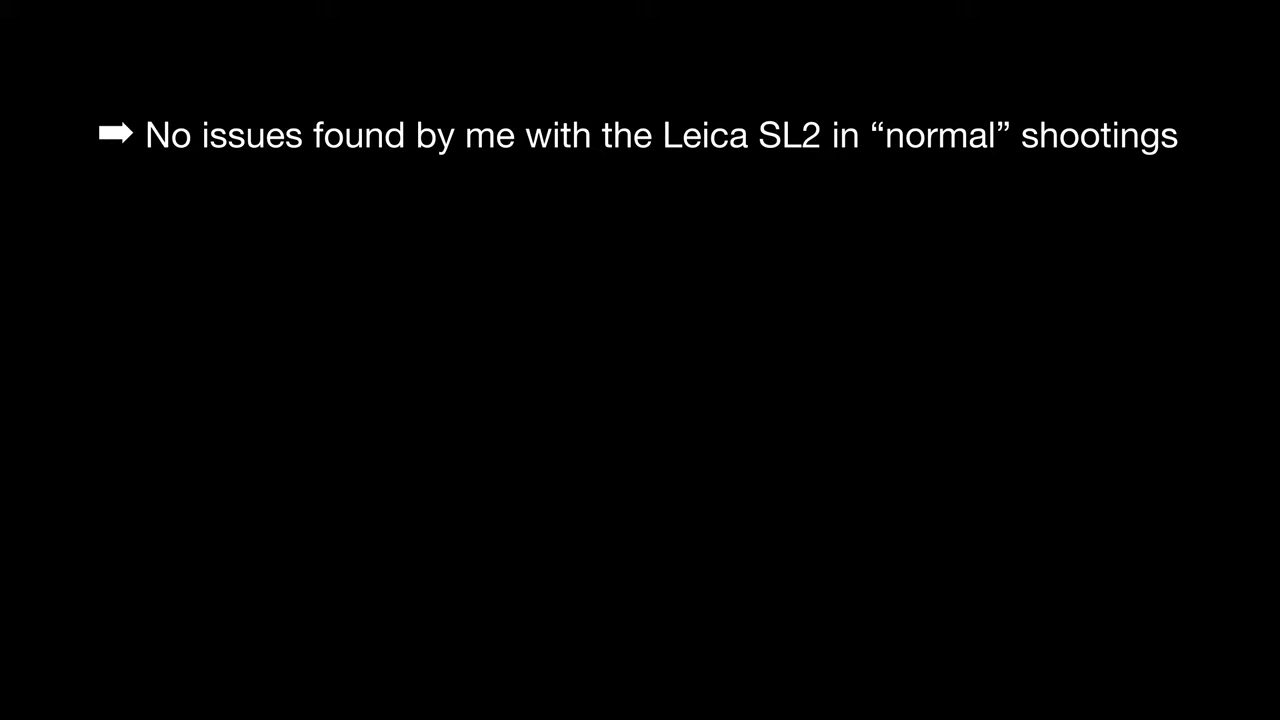 ➡ No issues found by me with the Leica SL2 in “normal” shootings